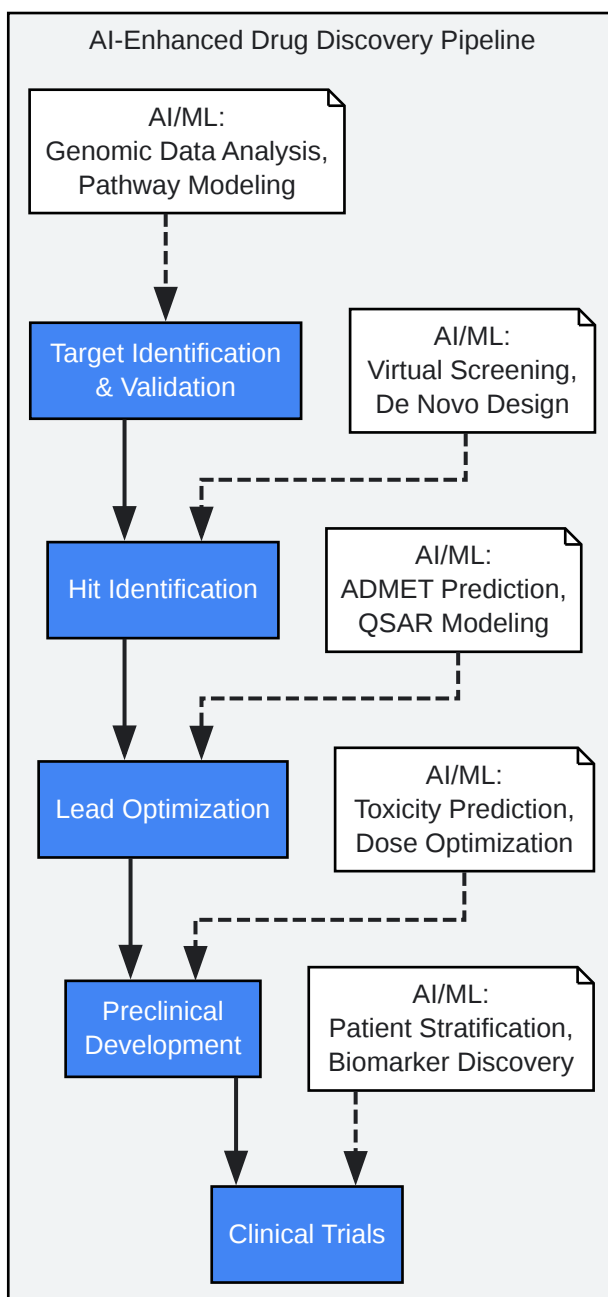 AI-Enhanced Drug Discovery Pipeline
AI/ML:
Genomic Data Analysis,
Pathway Modeling
Target Identification
& Validation
AI/ML:
Virtual Screening,
De Novo Design
Hit Identification
AI/ML:
ADMET Prediction,
QSAR Modeling
Lead Optimization
AI/ML:
Toxicity Prediction,
Dose Optimization
Preclinical
Development
AI/ML:
Patient Stratification,
Biomarker Discovery
Clinical Trials